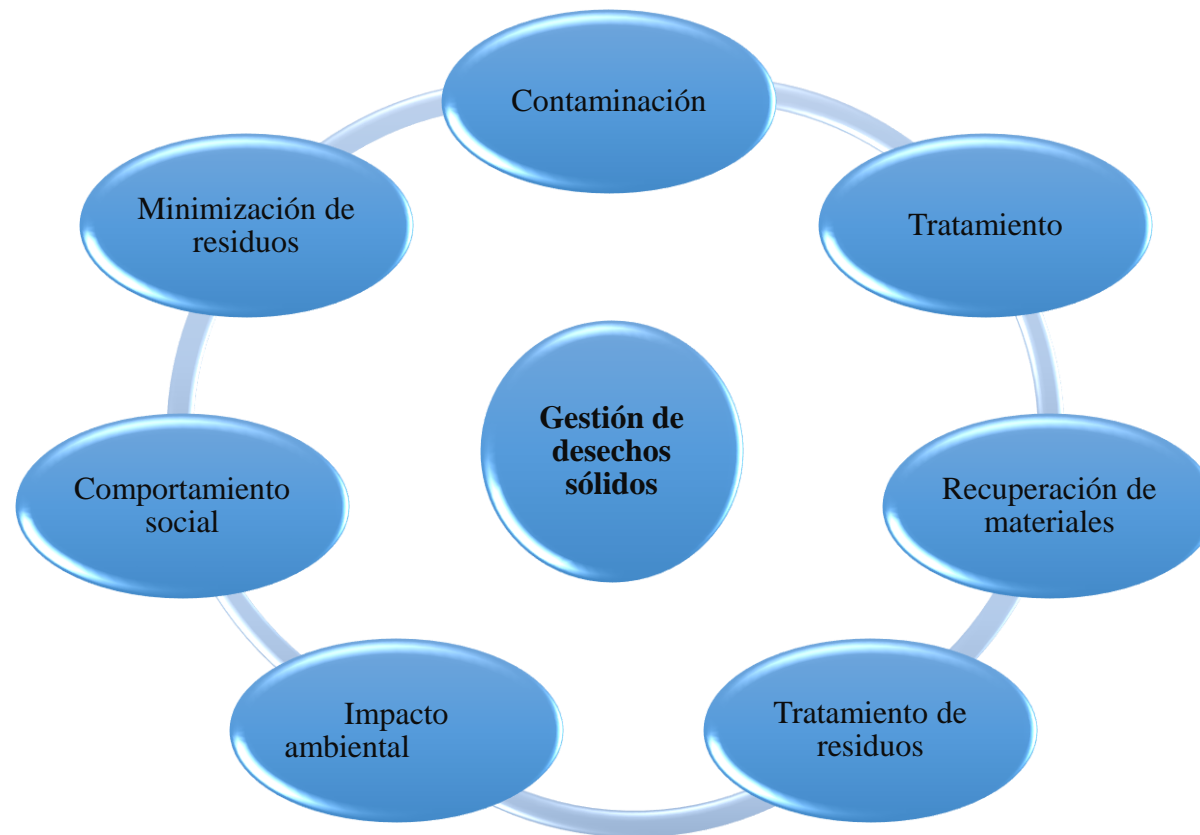 Contaminación
Tratamiento
Recuperación de
materiales
Tratamiento de
residuos
Impacto
ambiental
Comportamiento
social
Minimización de
residuos
Gestión de
desechos
sólidos